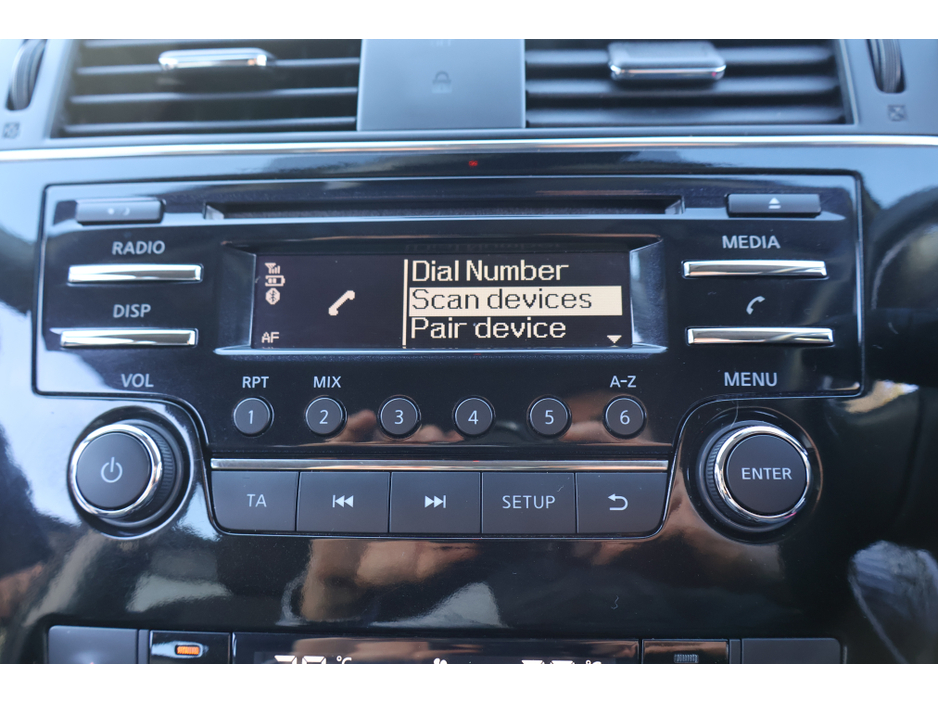 RADIO
MEDIA
DISP
Dial Number
Scan devices
Pair device
AF
VOL
RPT
MIX
A-Z
MENU
1
2
3
4
5
6
ENTER
TA
SETUP
°C
°C